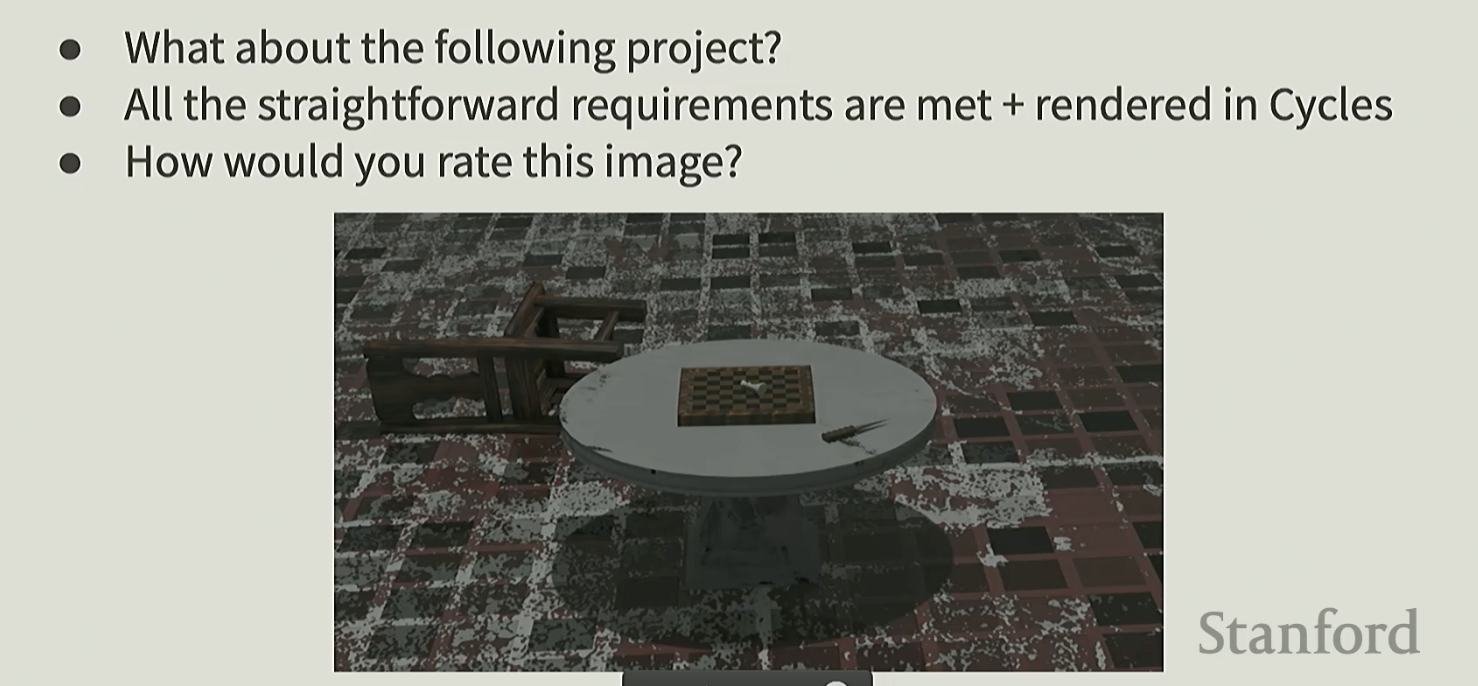 ● What about the following project?
● All the straightforward requirements are met + rendered in Cycles
● How would you rate this image?
Stanford